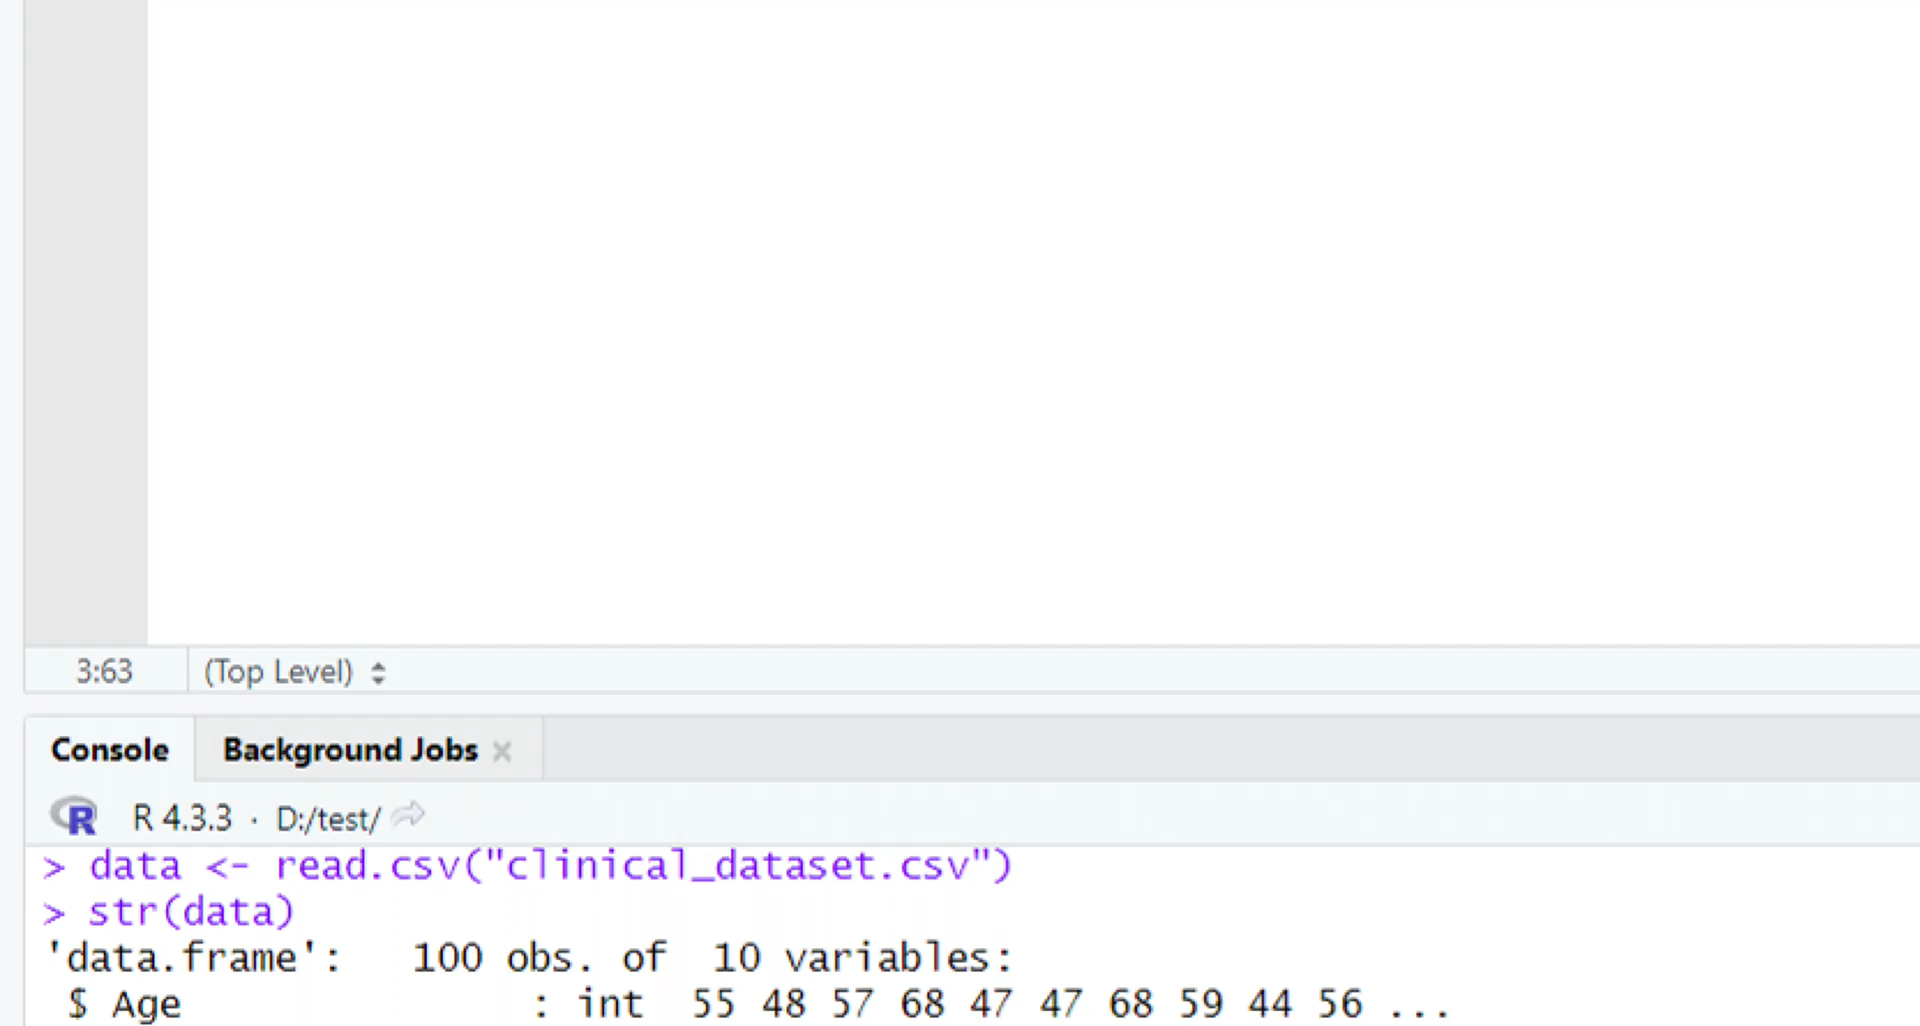 3:63 (Top Level)
Console Background Jobs
R 4.3.3 · D:/test/
> data <- read.csv("clinical_dataset.csv")
> str(data)
'data.frame':   100 obs. of  10 variables:
 $ Age               : int  55 48 57 68 47 47 68 59 44 56 ...